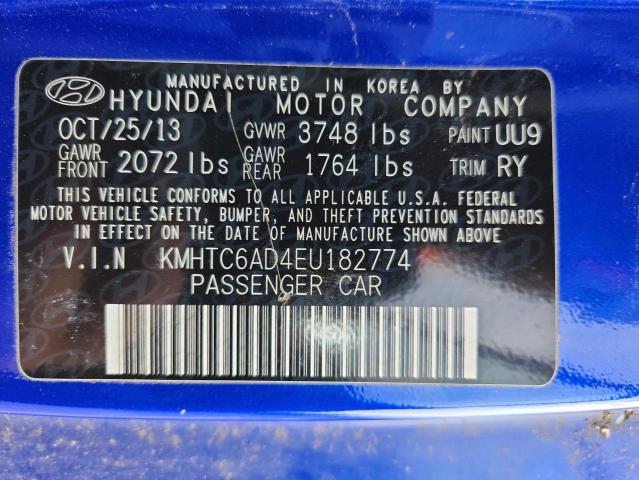 MANUFACTURED IN KOREA BY
HYUNDAI MOTOR COMPANY
OCT/25/13 GVWR 3748 lbs PAINT UU9
GAWR FRONT 2072 lbs GAWR REAR 1764 lbs TRIM RY
THIS VEHICLE CONFORMS TO ALL APPLICABLE U.S.A. FEDERAL
MOTOR VEHICLE SAFETY, BUMPER, AND THEFT PREVENTION STANDARDS
IN EFFECT ON THE DATE OF MANUFACTURE SHOWN ABOVE.
V.I.N KMHTC6AD4EU182774
PASSENGER CAR